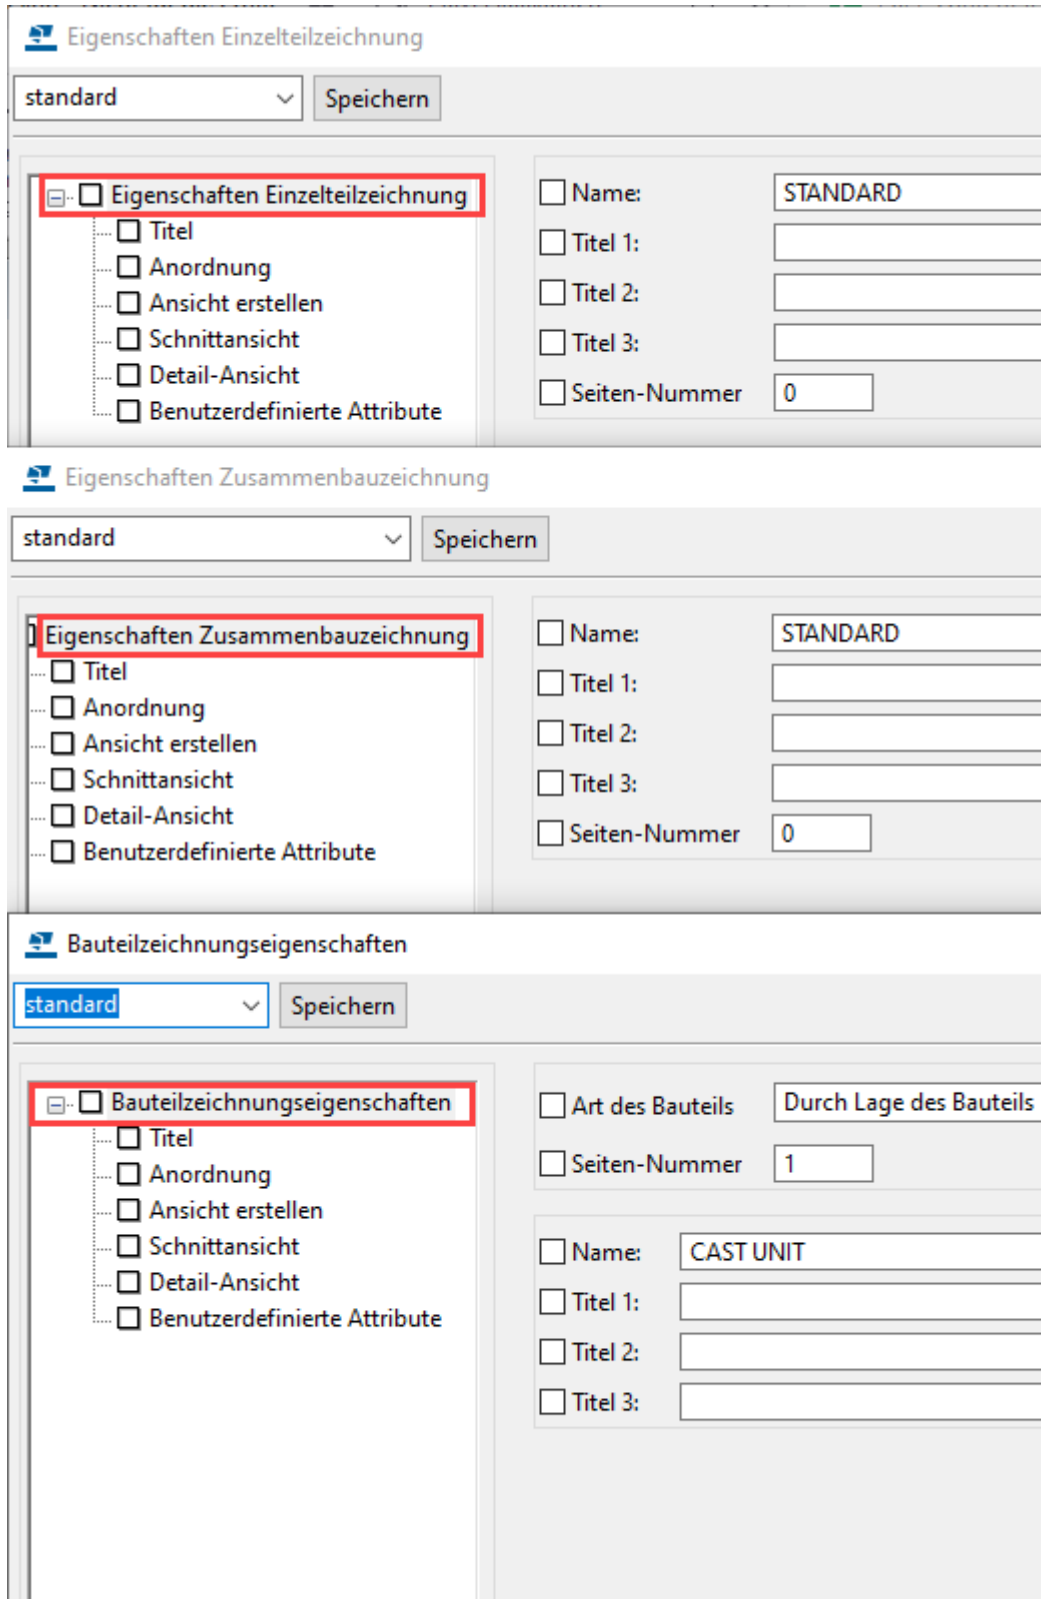 Eigenschaften Einzelteilzeichnung
standard Speichern
Eigenschaften Einzelteilzeichnung
Titel
Anordnung
Ansicht erstellen
Schnittansicht
Detail-Ansicht
Benutzerdefinierte Attribute
Name: STANDARD
Titel 1:
Titel 2:
Titel 3:
Seiten-Nummer 0
Eigenschaften Zusammenbauzeichnung
standard Speichern
Eigenschaften Zusammenbauzeichnung
Titel
Anordnung
Ansicht erstellen
Schnittansicht
Detail-Ansicht
Benutzerdefinierte Attribute
Name: STANDARD
Titel 1:
Titel 2:
Titel 3:
Seiten-Nummer 0
Bauteilzeichnungseigenschaften
standard Speichern
Bauteilzeichnungseigenschaften
Titel
Anordnung
Ansicht erstellen
Schnittansicht
Detail-Ansicht
Benutzerdefinierte Attribute
Art des Bauteils Durch Lage des Bauteils
Seiten-Nummer 1
Name: CAST UNIT
Titel 1:
Titel 2:
Titel 3: